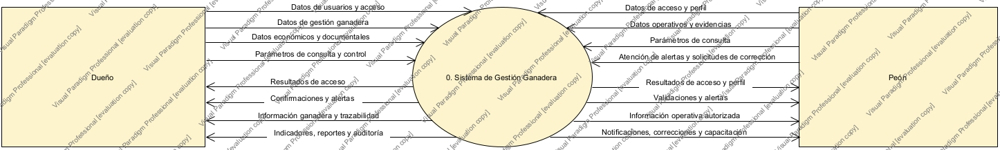 Datos de usuarios y acceso
Datos de gestión ganadera
Datos económicos y documentales
Parámetros de consulta y control
Dueño
Resultados de acceso
Confirmaciones y alertas
Información ganadera y trazabilidad
Indicadores, reportes y auditoría
0. Sistema de Gestión Ganadera
Datos de acceso y perfil
Datos operativos y evidencias
Parámetros de consulta
Atención de alertas y solicitudes de corrección
Peón
Resultados de acceso y perfil
Validaciones y alertas
Información operativa autorizada
Notificaciones, correcciones y capacitación
Visual Paradigm Professional [evaluation copy]